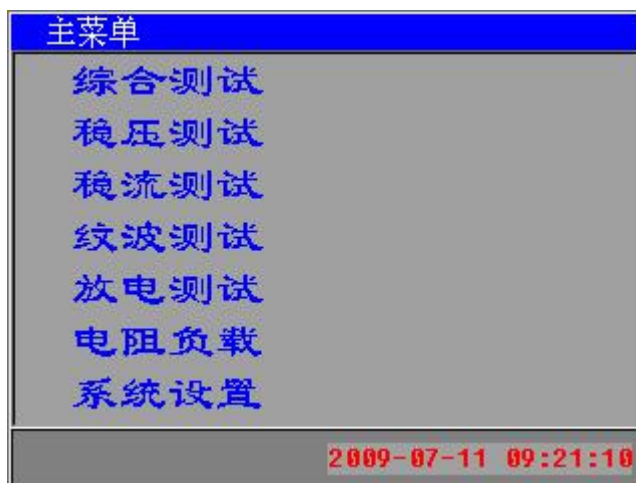 主菜单
综合测试
稳压测试
稳流测试
纹波测试
放电测试
电阻负载
系统设置
2009-07-11 09:21:10